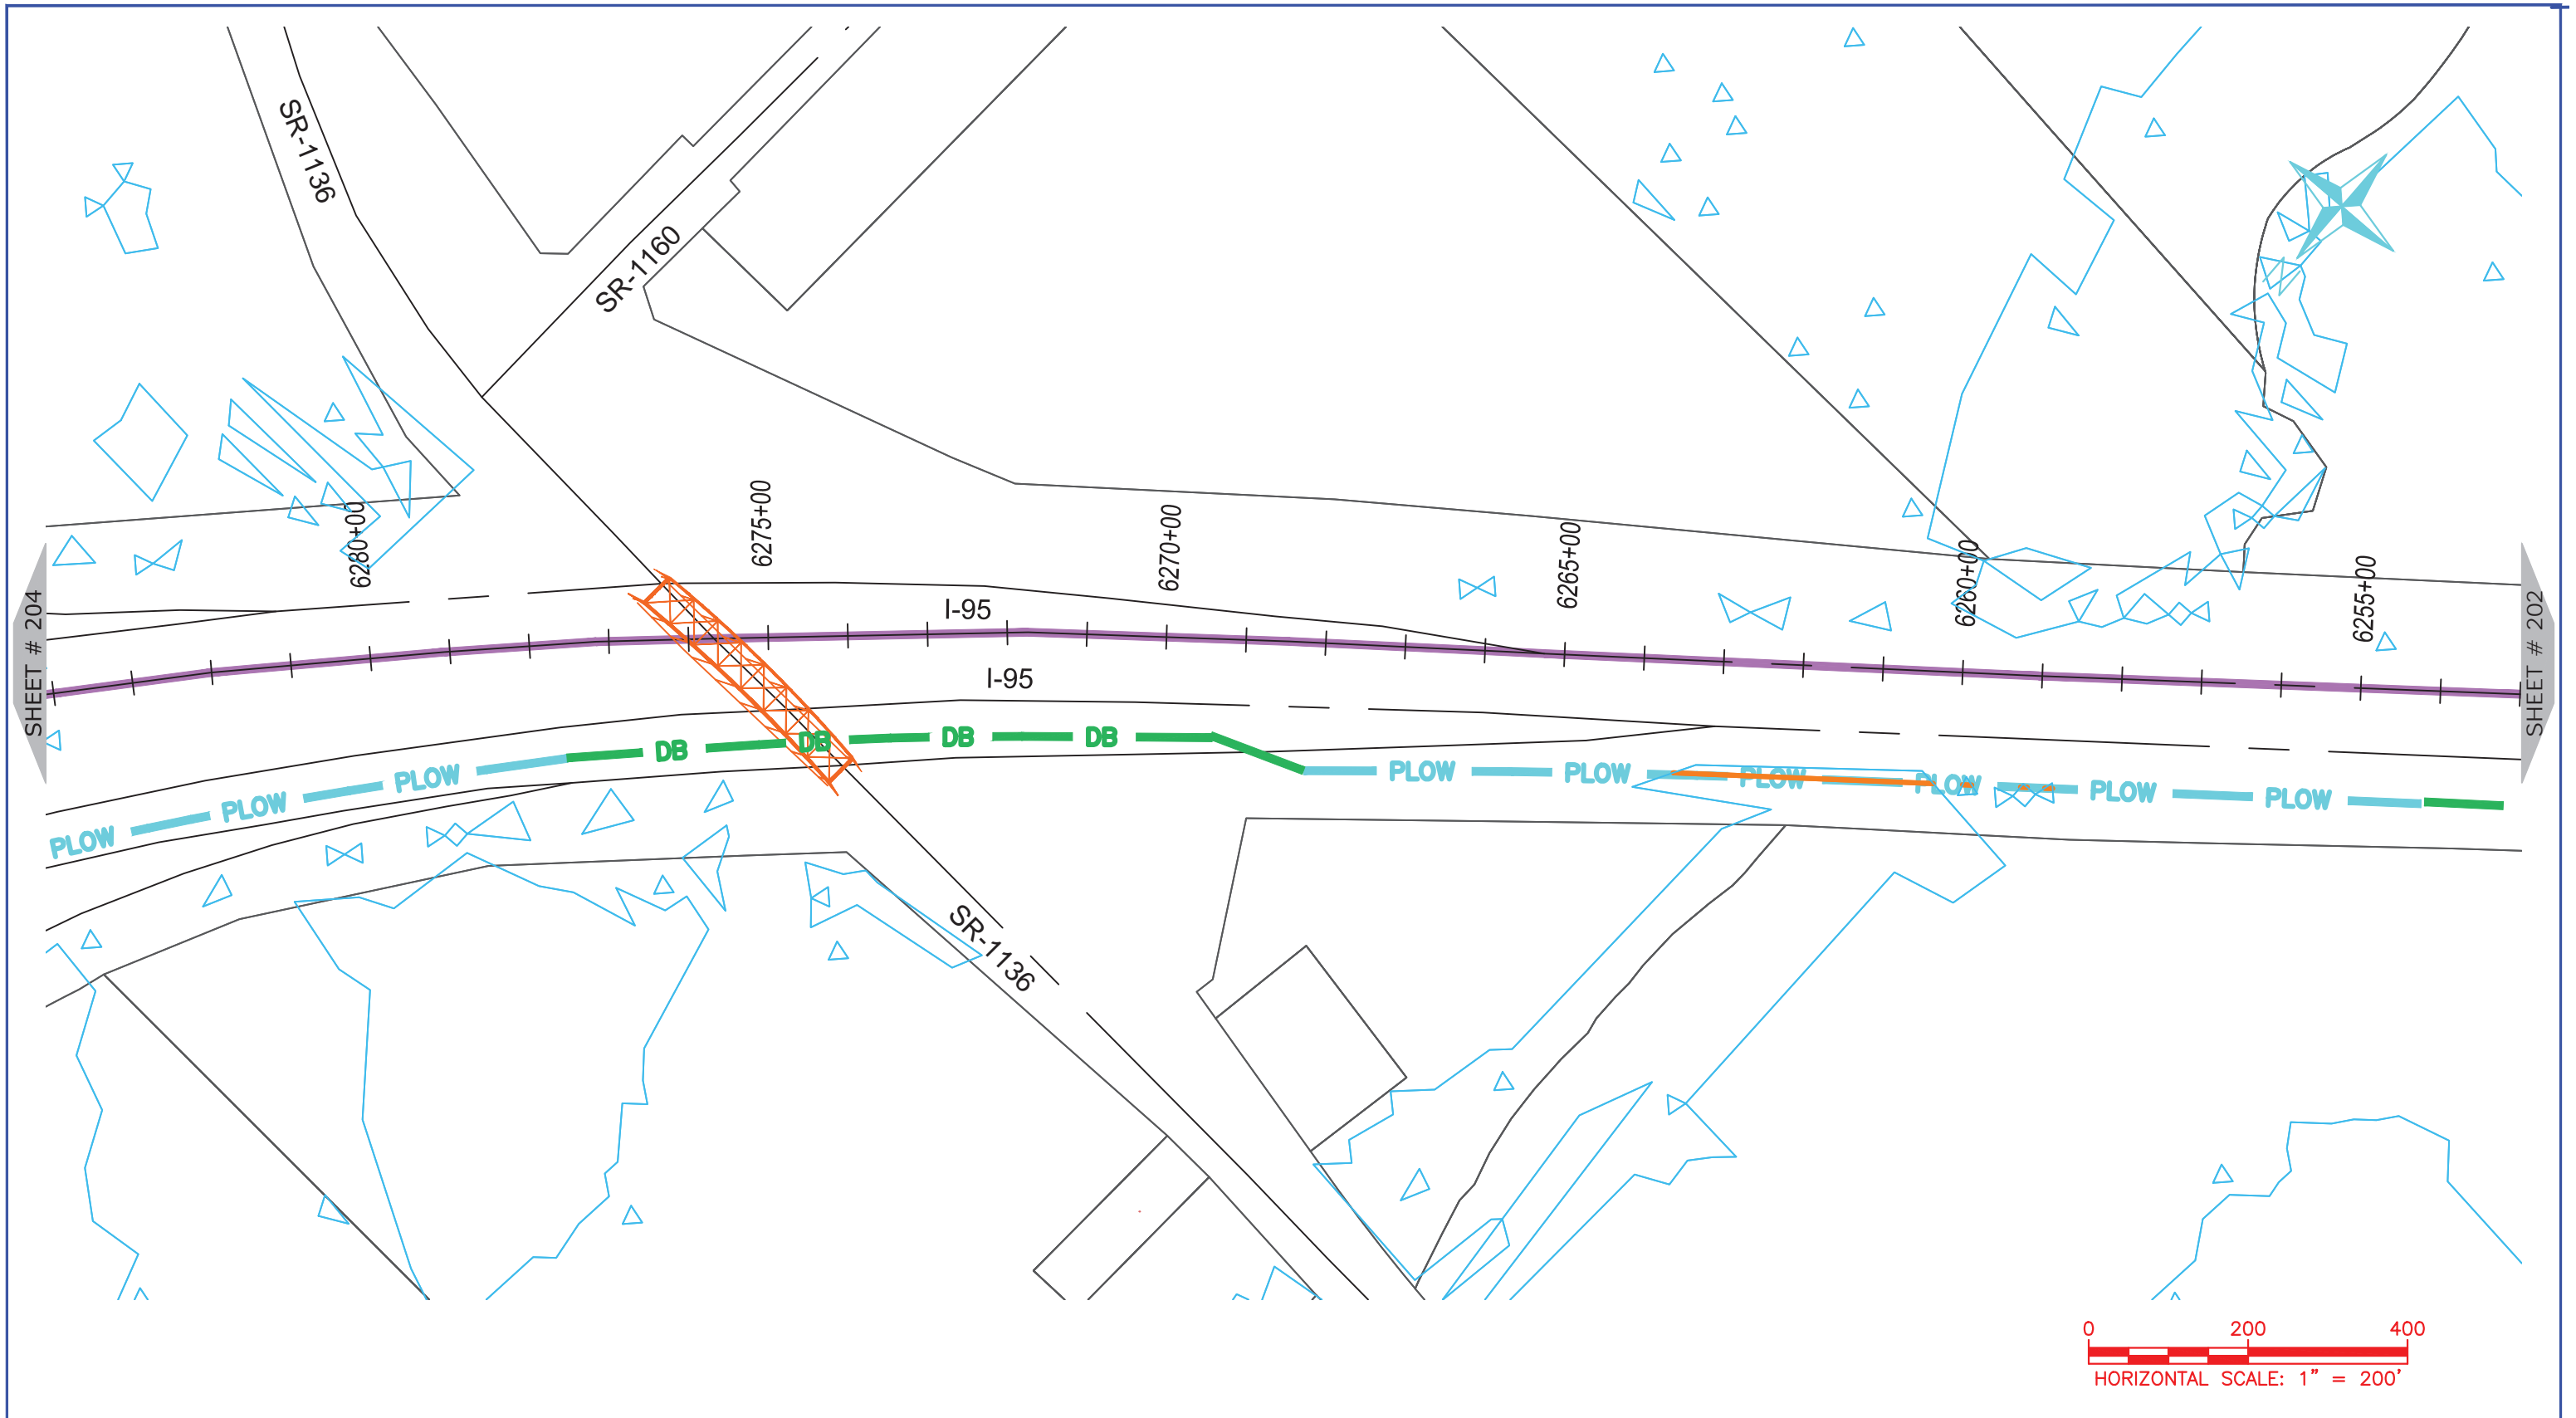 SR-1136
SR-1160
6280+00
6275+00
6270+00
6265+00
6260+00
6255+00
SHEET # 204
SHEET # 202
I-95
I-95
DB
DB
DB
DB
PLOW
PLOW
PLOW
PLOW
PLOW
PLOW
PLOW
PLOW
PLOW
SR-1136
0 200 400
HORIZONTAL SCALE: 1” = 200’